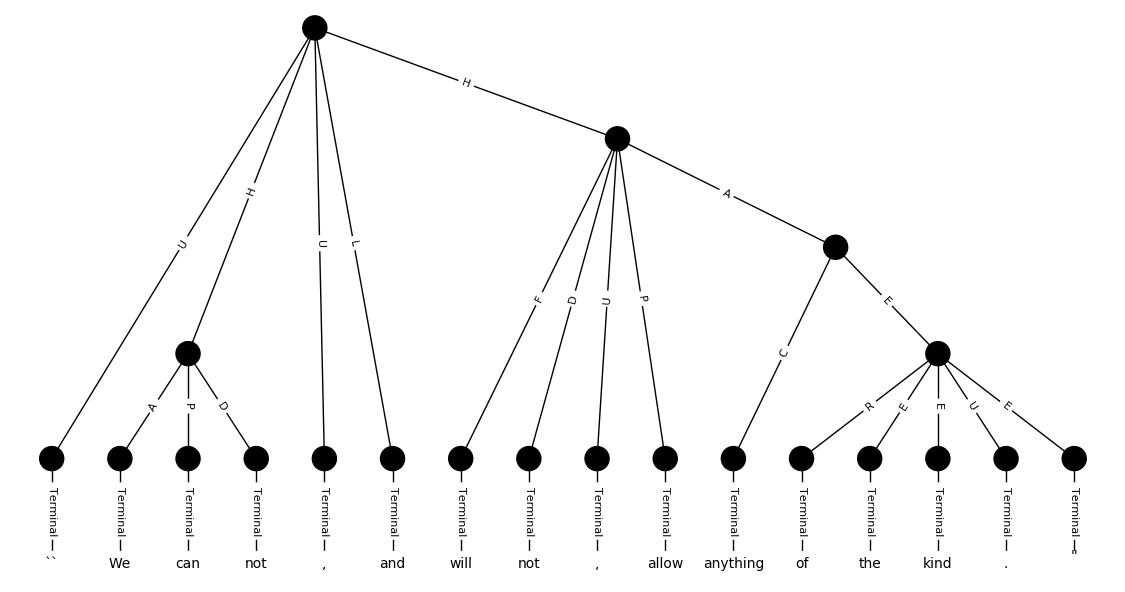 H
A
H
U
U
L
F
D
U
P
E
C
A
P
D
R
E
E
U
E
Terminal Terminal Terminal Terminal Terminal Terminal Terminal Terminal Terminal Terminal Terminal Terminal Terminal Terminal Terminal Terminal
`` We can not , and will not , allow anything of the kind . "